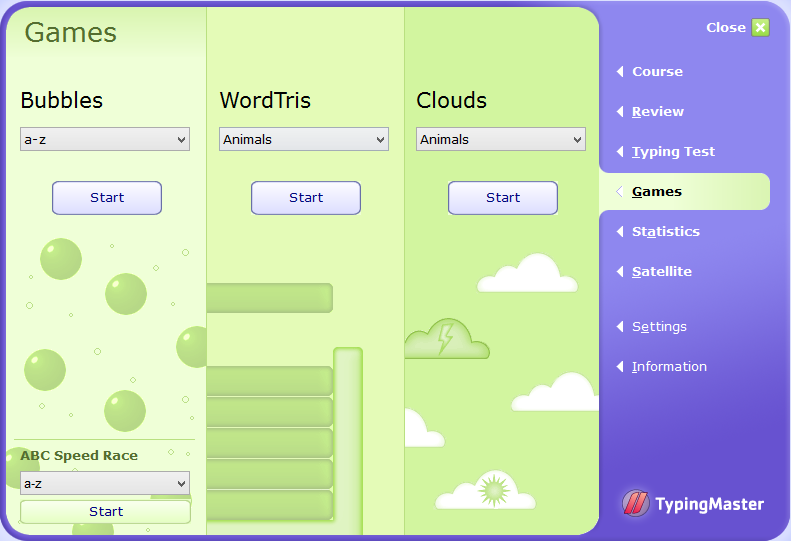 Games
Bubbles
a-z
Start
ABC Speed Race
a-z
Start
WordTris
Animals
Start
Clouds
Animals
Start
Close
Course
Review
Typing Test
Games
Statistics
Satellite
Settings
Information
TypingMaster